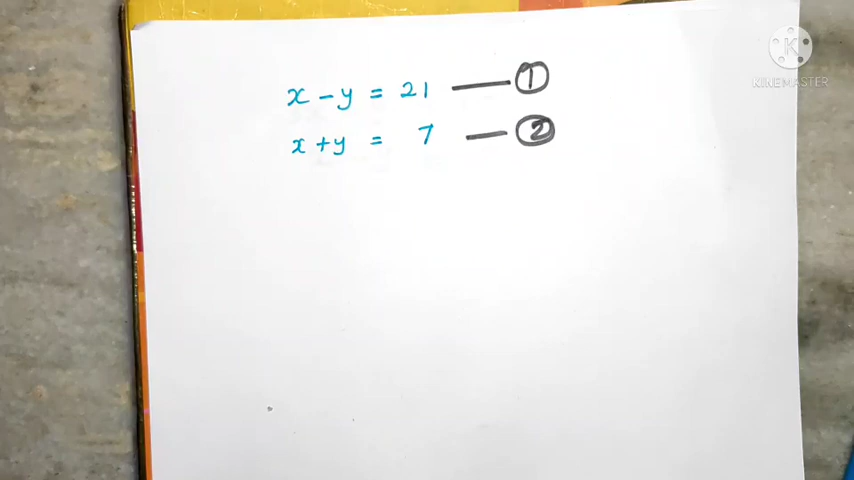 x - y = 21 —— ①
x + y = 7 — ②
KINEMASTER